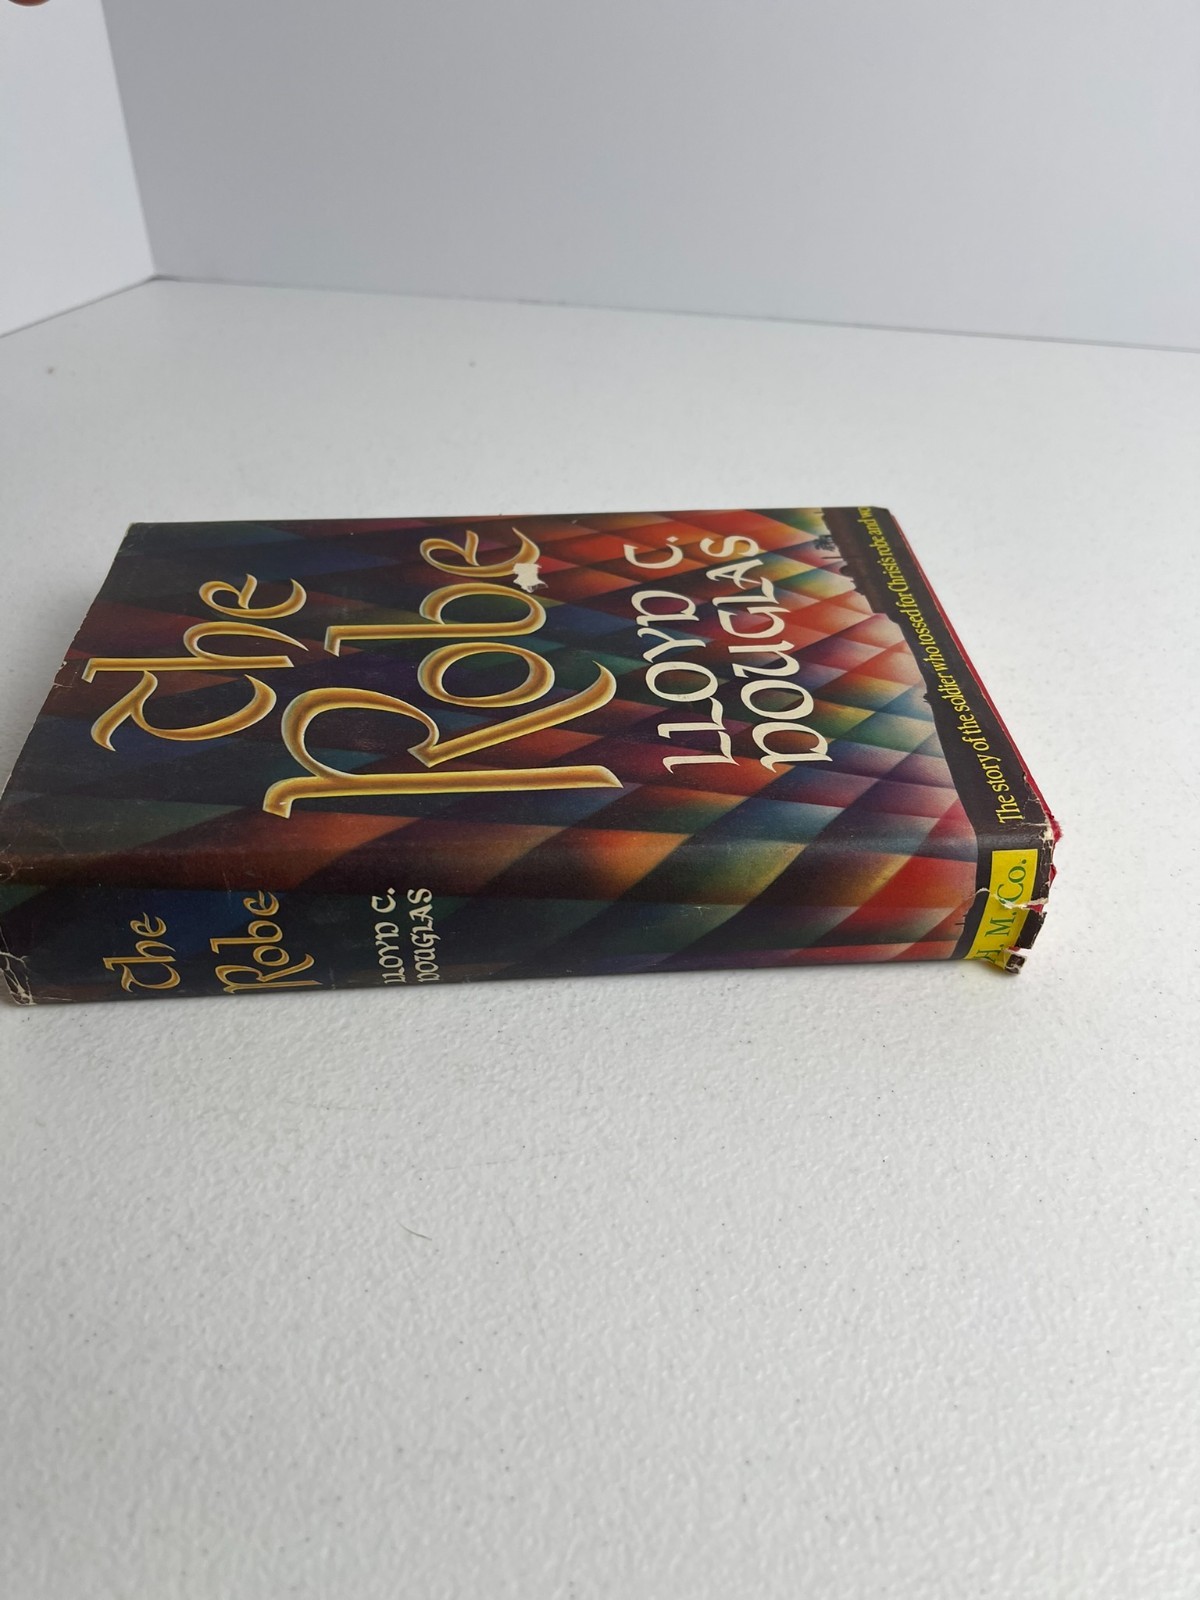 The
Robe
LLOYD C.
DOUGLAS
The story of the soldier who tossed for Christ's robe and
The
Robe
LLOYD C.
DOUGLAS
M. Co.